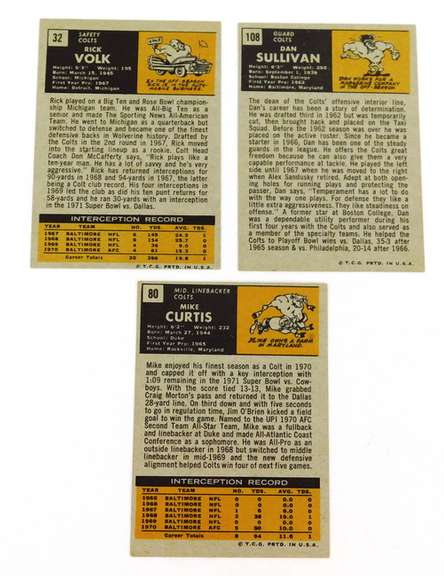 32
SAFETY
COLTS
RICK
VOLK
Height: 6'3" Weight: 195
Born: March 15, 1945
School: Michigan
First Year Pro: 1967
Home: Detroit, Michigan
Rick played on a Big Ten and Rose Bowl champion-
ship Michigan team. He was All-Big Ten as a
senior and made The Sporting News All-American
Team. He went to Michigan as a quarterback but
switched to defense and became one of the finest
defensive backs in Wolverine history. Drafted by
the Colts in the 2nd round in 1967, Rick moved
into the starting lineup as a rookie. Colt Head
Coach Don McCafferty says, "Rick plays like a
ten-year man. He has a lot of savvy and he's very
aggressive." Rick has returned interceptions for
90-yards in 1968 and 94-yards in 1967, the latter
being a Colt club record. His four interceptions in
1969 led the club as did his ten punt returns for
58-yards and he ran 30-yards with an interception
in the 1971 Super Bowl vs. Dallas.
INTERCEPTION RECORD
YEAR TEAM NO. YDS. AVG. TDS.
1967 BALTIMORE NFL
1968 BALTIMORE NFL
1969 BALTIMORE NFL
1970 BALTIMORE AFC
Career Totals
© T.C.G. PRTD. IN U.S.A.
108
GUARD
COLTS
DAN
SULLIVAN
Height: 6'3" Weight: 250
Born: September 1, 1939
School: Boston College
First Year Pro: 1962
DAN WORKS FOR
A MAGAZINE COMPANY
IN THE OFF-SEASON
The dean of the Colts' offensive interior line,
Dan's career has been a story of determination.
He was drafted third in 1962 but was temporarily
cut, then brought back and placed on the Taxi
Squad. Before the 1962 season was over he was
placed on the active roster. Since he became a
starter in 1966, Dan has been one of the steady
guards in the league. He offers the Colts great
freedom because he can also give them a very
capable performance at tackle. He played the left
side until 1967 when he was moved to the right
when Alex Sandusky retired. Adept at both open-
ing holes for running plays and protecting the
passer, Dan says, "Temperament has a lot to do
with the way one plays. For defense they like a
little extra aggressiveness. They like steadiness on
offense." A former star at Boston College, Dan
was a dependable utility performer during his
first four years with the Colts and also served as
a member of the specialty teams. He helped the
Colts to Playoff Bowl wins vs. Dallas, 35-3 after
1965 season & vs. Philadelphia, 20-14 after 1966.
© T.C.G. PRTD. IN U.S.A.
80
MID. LINEBACKER
COLTS
MIKE
CURTIS
Height: 6'2" Weight: 232
Born: March 27, 1944
School: Duke
First Year Pro: 1965
Home: Rockville, Maryland
MIKE OWNS A FARM
IN MARYLAND.
Mike enjoyed his finest season as a Colt in 1970
and capped it off with a key interception with
1:09 remaining in the 1971 Super Bowl vs. Cow-
boys. With the score tied 13-13, Mike grabbed
Craig Morton's pass and returned it to the Dallas
28-yard line. On third down and with five seconds
to go in regulation time, Jim O'Brien kicked a field
goal to win the game. Named to the UPI 1970 AFC
Second Team All-Star Team, Mike was a fullback
and linebacker at Duke and made All-Atlantic Coast
Conference as a sophomore. He was All-Pro as an
outside linebacker in 1968 but switched to middle
linebacker in mid-1969 and the new defensive
alignment helped Colts win four of next five games.
INTERCEPTION RECORD
YEAR TEAM NO. YDS. AVG. TDS.
BALTIMORE NFL
BALTIMORE NFL
BALTIMORE NFL
BALTIMORE NFL
1970 BALTIMORE AFC
Career Totals 8 94 11.8 1
© T.C.G. PRTD. IN U.S.A.